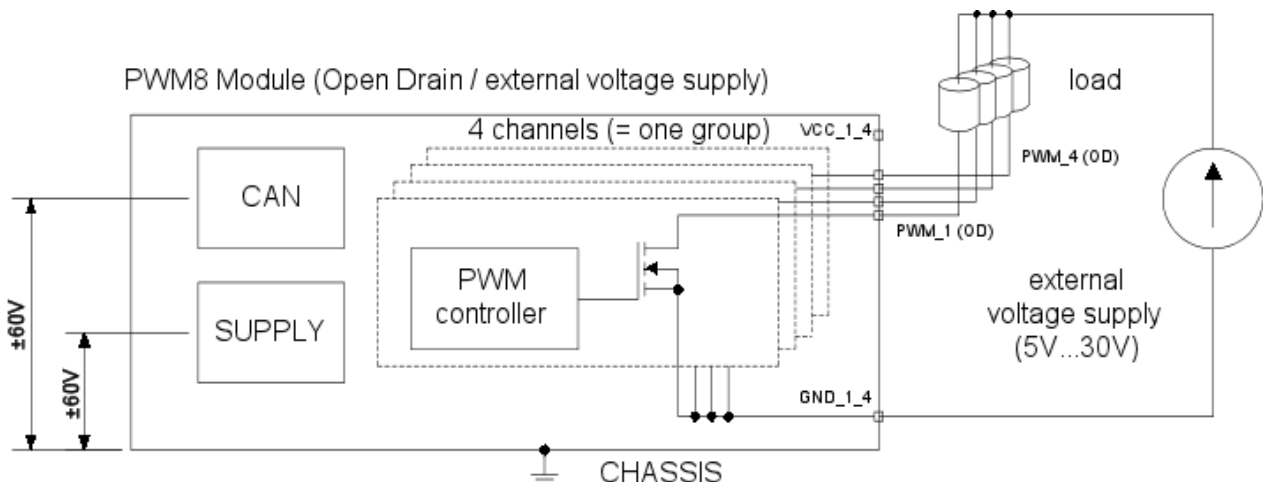 PWM8 Module (Open Drain / external voltage supply)
4 channels (= one group)
VCC_1_4
load
PWM_4 (OD)
CAN
PWM_1 (OD)
PWM
controller
SUPPLY
external
voltage supply
(5V...30V)
±60V
±60V
GND_1_4
CHASSIS